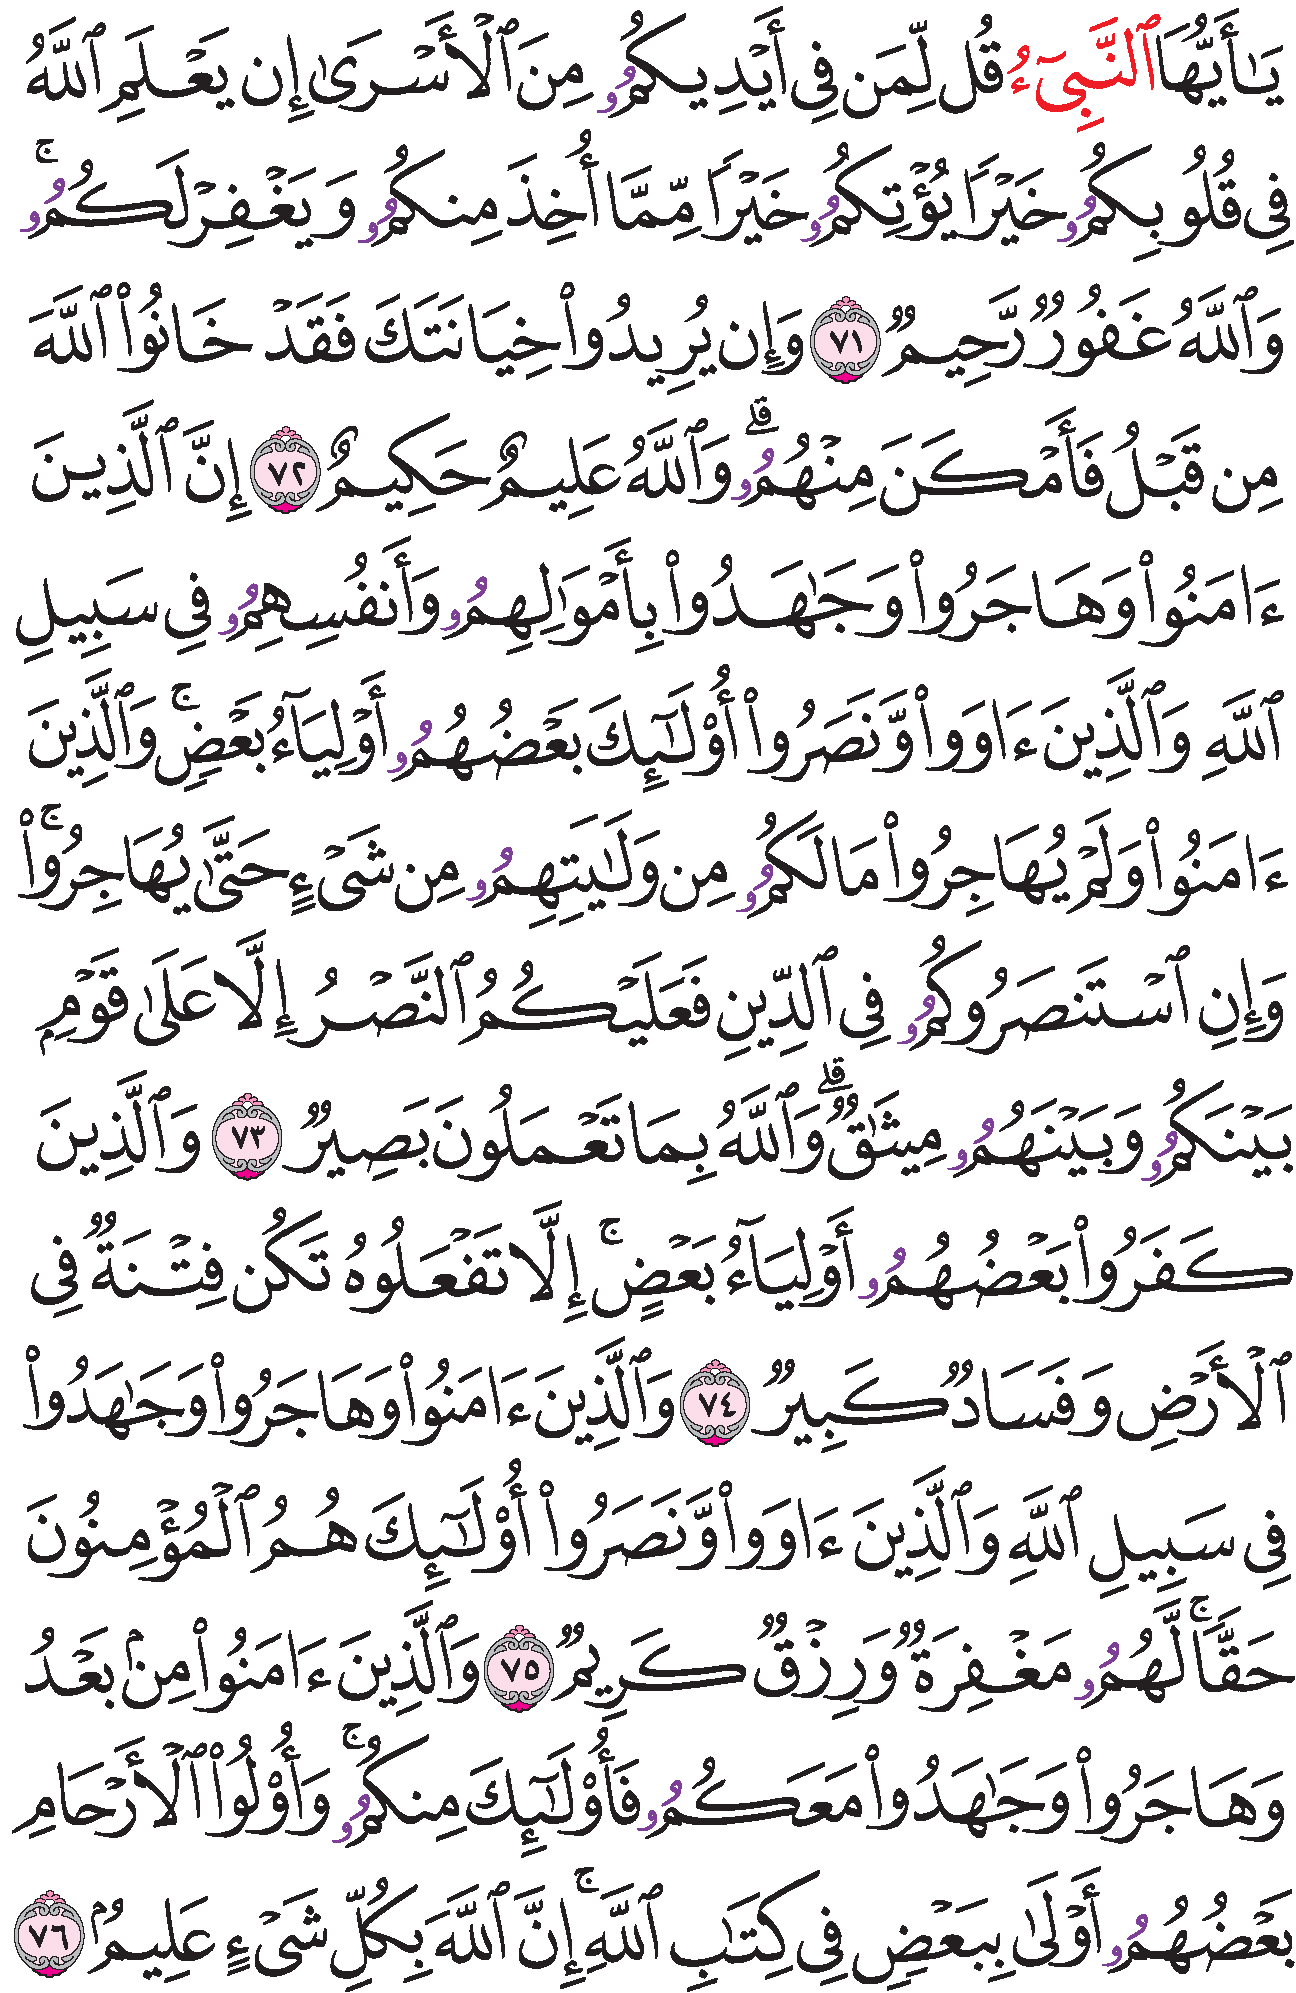 يَٰٓأَيُّهَا ٱلنَّبِىٓءُ قُل لِّمَن فِىٓ أَيْدِيكُمُۥ مِنَ ٱلْأَسْرَىٰٓ إِن يَعْلَمِ ٱللَّهُ
فِى قُلُوبِكُمُۥ خَيْرًا يُؤْتِكُمُۥ خَيْرًا مِّمَّآ أُخِذَ مِنكُمُۥ وَيَغْفِرْ لَكُمُۥۚ
وَٱللَّهُ غَفُورٌ رَّحِيمٌ ٧١ وَإِن يُرِيدُوا۟ خِيَانَتَكَ فَقَدْ خَانُوا۟ ٱللَّهَ
مِن قَبْلُ فَأَمْكَنَ مِنْهُمُۥۗ وَٱللَّهُ عَلِيمٌ حَكِيمٌ ٧٢ إِنَّ ٱلَّذِينَ
ءَامَنُوا۟ وَهَاجَرُوا۟ وَجَٰهَدُوا۟ بِأَمْوَٰلِهِمُۥ وَأَنفُسِهِمُۥ فِى سَبِيلِ
ٱللَّهِ وَٱلَّذِينَ ءَاوَوا۟ وَّنَصَرُوٓا۟ أُو۟لَٰٓئِكَ بَعْضُهُمُۥٓ أَوْلِيَآءُ بَعْضٍۚ وَٱلَّذِينَ
ءَامَنُوا۟ وَلَمْ يُهَاجِرُوا۟ مَا لَكُمُۥ مِن وَلَٰيَتِهِمُۥ مِن شَىْءٍ حَتَّىٰ يُهَاجِرُوا۟ۚ
وَإِنِ ٱسْتَنصَرُوكُمُۥ فِى ٱلدِّينِ فَعَلَيْكُمُ ٱلنَّصْرُ إِلَّا عَلَىٰ قَوْمٍۭ
بَيْنَكُمُۥ وَبَيْنَهُمُۥ مِيثَٰقٌۗ وَٱللَّهُ بِمَا تَعْمَلُونَ بَصِيرٌ ٧٣ وَٱلَّذِينَ
كَفَرُوا۟ بَعْضُهُمُۥٓ أَوْلِيَآءُ بَعْضٍۚ إِلَّا تَفْعَلُوهُ تَكُن فِتْنَةٌ فِى
ٱلْأَرْضِ وَفَسَادٌ كَبِيرٌ ٧٤ وَٱلَّذِينَ ءَامَنُوا۟ وَهَاجَرُوا۟ وَجَٰهَدُوا۟
فِى سَبِيلِ ٱللَّهِ وَٱلَّذِينَ ءَاوَوا۟ وَّنَصَرُوٓا۟ أُو۟لَٰٓئِكَ هُمُ ٱلْمُؤْمِنُونَ
حَقًّاۚ لَّهُمُۥ مَغْفِرَةٌ وَرِزْقٌ كَرِيمٌ ٧٥ وَٱلَّذِينَ ءَامَنُوا۟ مِنۢ بَعْدُ
وَهَاجَرُوا۟ وَجَٰهَدُوا۟ مَعَكُمُۥ فَأُو۟لَٰٓئِكَ مِنكُمُۥۚ وَأُو۟لُوا۟ ٱلْأَرْحَامِ
بَعْضُهُمُۥٓ أَوْلَىٰ بِبَعْضٍ فِى كِتَٰبِ ٱللَّهِۚ إِنَّ ٱللَّهَ بِكُلِّ شَىْءٍ عَلِيمٌۢ ٧٦